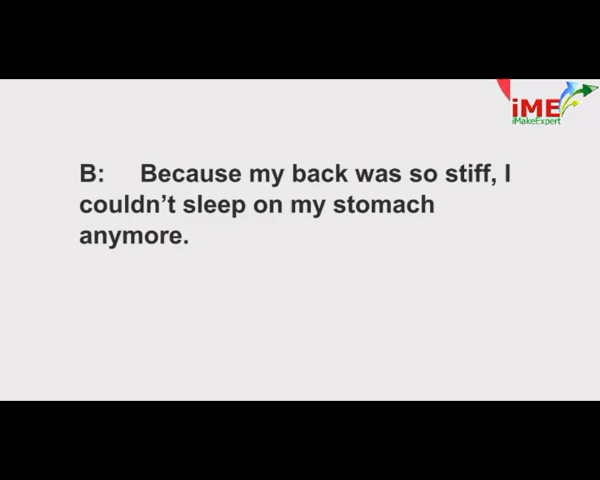 iME
iMakeExpert
B: Because my back was so stiff, I
couldn't sleep on my stomach
anymore.